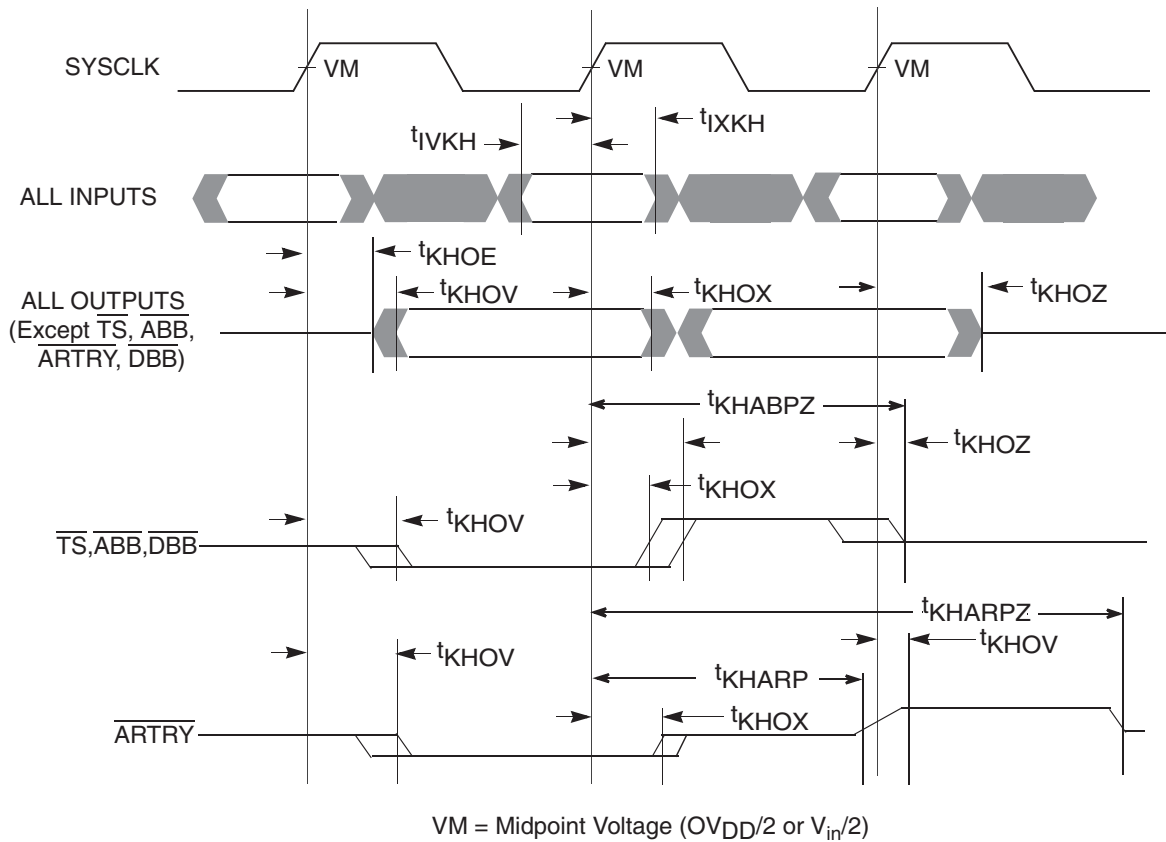 SYSCLK
VM
VM
VM
tIVKH
tIXKH
ALL INPUTS
tKHOE
ALL OUTPUTS
(Except TS, ABB,
ARTRY, DBB)
tKHOV
tKHOX
tKHOZ
tKHABPZ
tKHOZ
tKHOX
tKHOV
TS,ABB,DBB
tKHARPZ
tKHOV
tKHOV
tKHARP
tKHOX
ARTRY
VM = Midpoint Voltage (OVDD/2 or Vin/2)